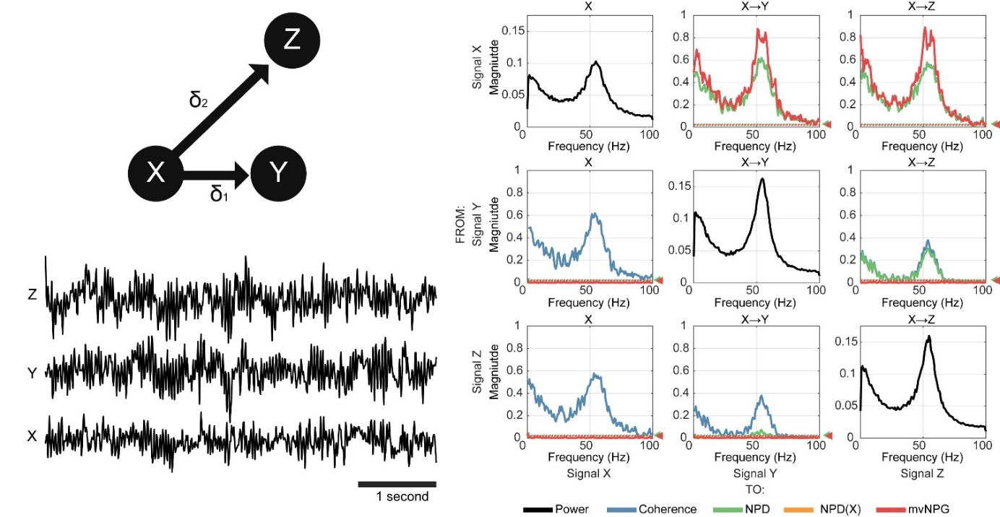 Z
δ2
X
Y
δ1
Z
Y
X
1 second
X
X→Y
X→Z
Signal X
Magniutde
0.15
0.1
0.05
0
0 50 100
Frequency (Hz)
1
0.8
0.6
0.4
0.2
0
0 50 100
Frequency (Hz)
1
0.8
0.6
0.4
0.2
0
0 50 100
Frequency (Hz)
X
X→Y
X→Z
FROM:
Signal Y
Magniutde
1
0.8
0.6
0.4
0.2
0
0 50 100
Frequency (Hz)
0.15
0.1
0.05
0
0 50 100
Frequency (Hz)
1
0.8
0.6
0.4
0.2
0
0 50 100
Frequency (Hz)
X
X→Y
X→Z
Signal Z
Magniutde
1
0.8
0.6
0.4
0.2
0
0 50 100
Frequency (Hz)
1
0.8
0.6
0.4
0.2
0
0 50 100
Frequency (Hz)
0.15
0.1
0.05
0
0 50 100
Frequency (Hz)
Signal X
Signal Y
Signal Z
TO:
Power Coherence NPD NPD(X) mvNPG